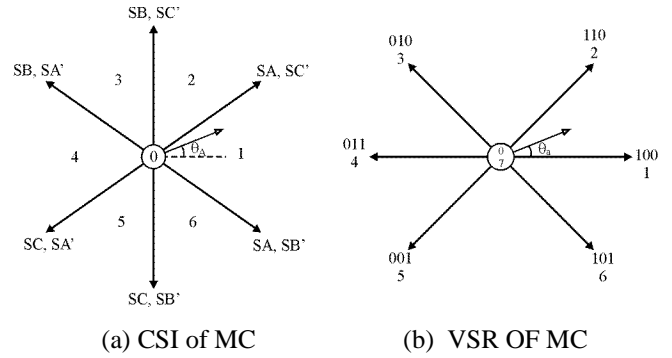 SB, SC’
SB, SA’
3
2
SA, SC’
4
0
θA
1
5
6
SC, SA’
SA, SB’
SC, SB’
(a) CSI of MC
010
3
110
2
011
4
0
7
θa
100
1
001
5
101
6
(b) VSR OF MC